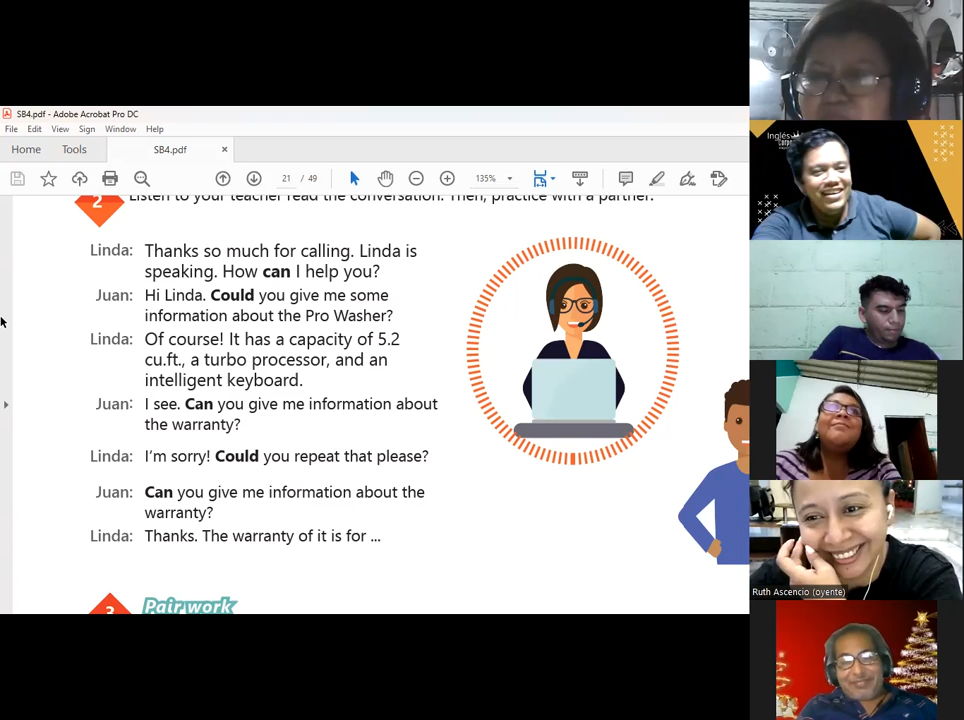 SB4.pdf - Adobe Acrobat Pro DC
File Edit View Sign Window Help
Home Tools SB4.pdf ×
21 / 49 135%
2 Listen to your teacher read the conversation. Then, practice with a partner.
Linda: Thanks so much for calling. Linda is
speaking. How can I help you?
Juan: Hi Linda. Could you give me some
information about the Pro Washer?
Linda: Of course! It has a capacity of 5.2
cu.ft., a turbo processor, and an
intelligent keyboard.
Juan: I see. Can you give me information about
the warranty?
Linda: I'm sorry! Could you repeat that please?
Juan: Can you give me information about the
warranty?
Linda: Thanks. The warranty of it is for ...
3 Pair work
Inglés
Corp
Ruth Ascencio (oyente)